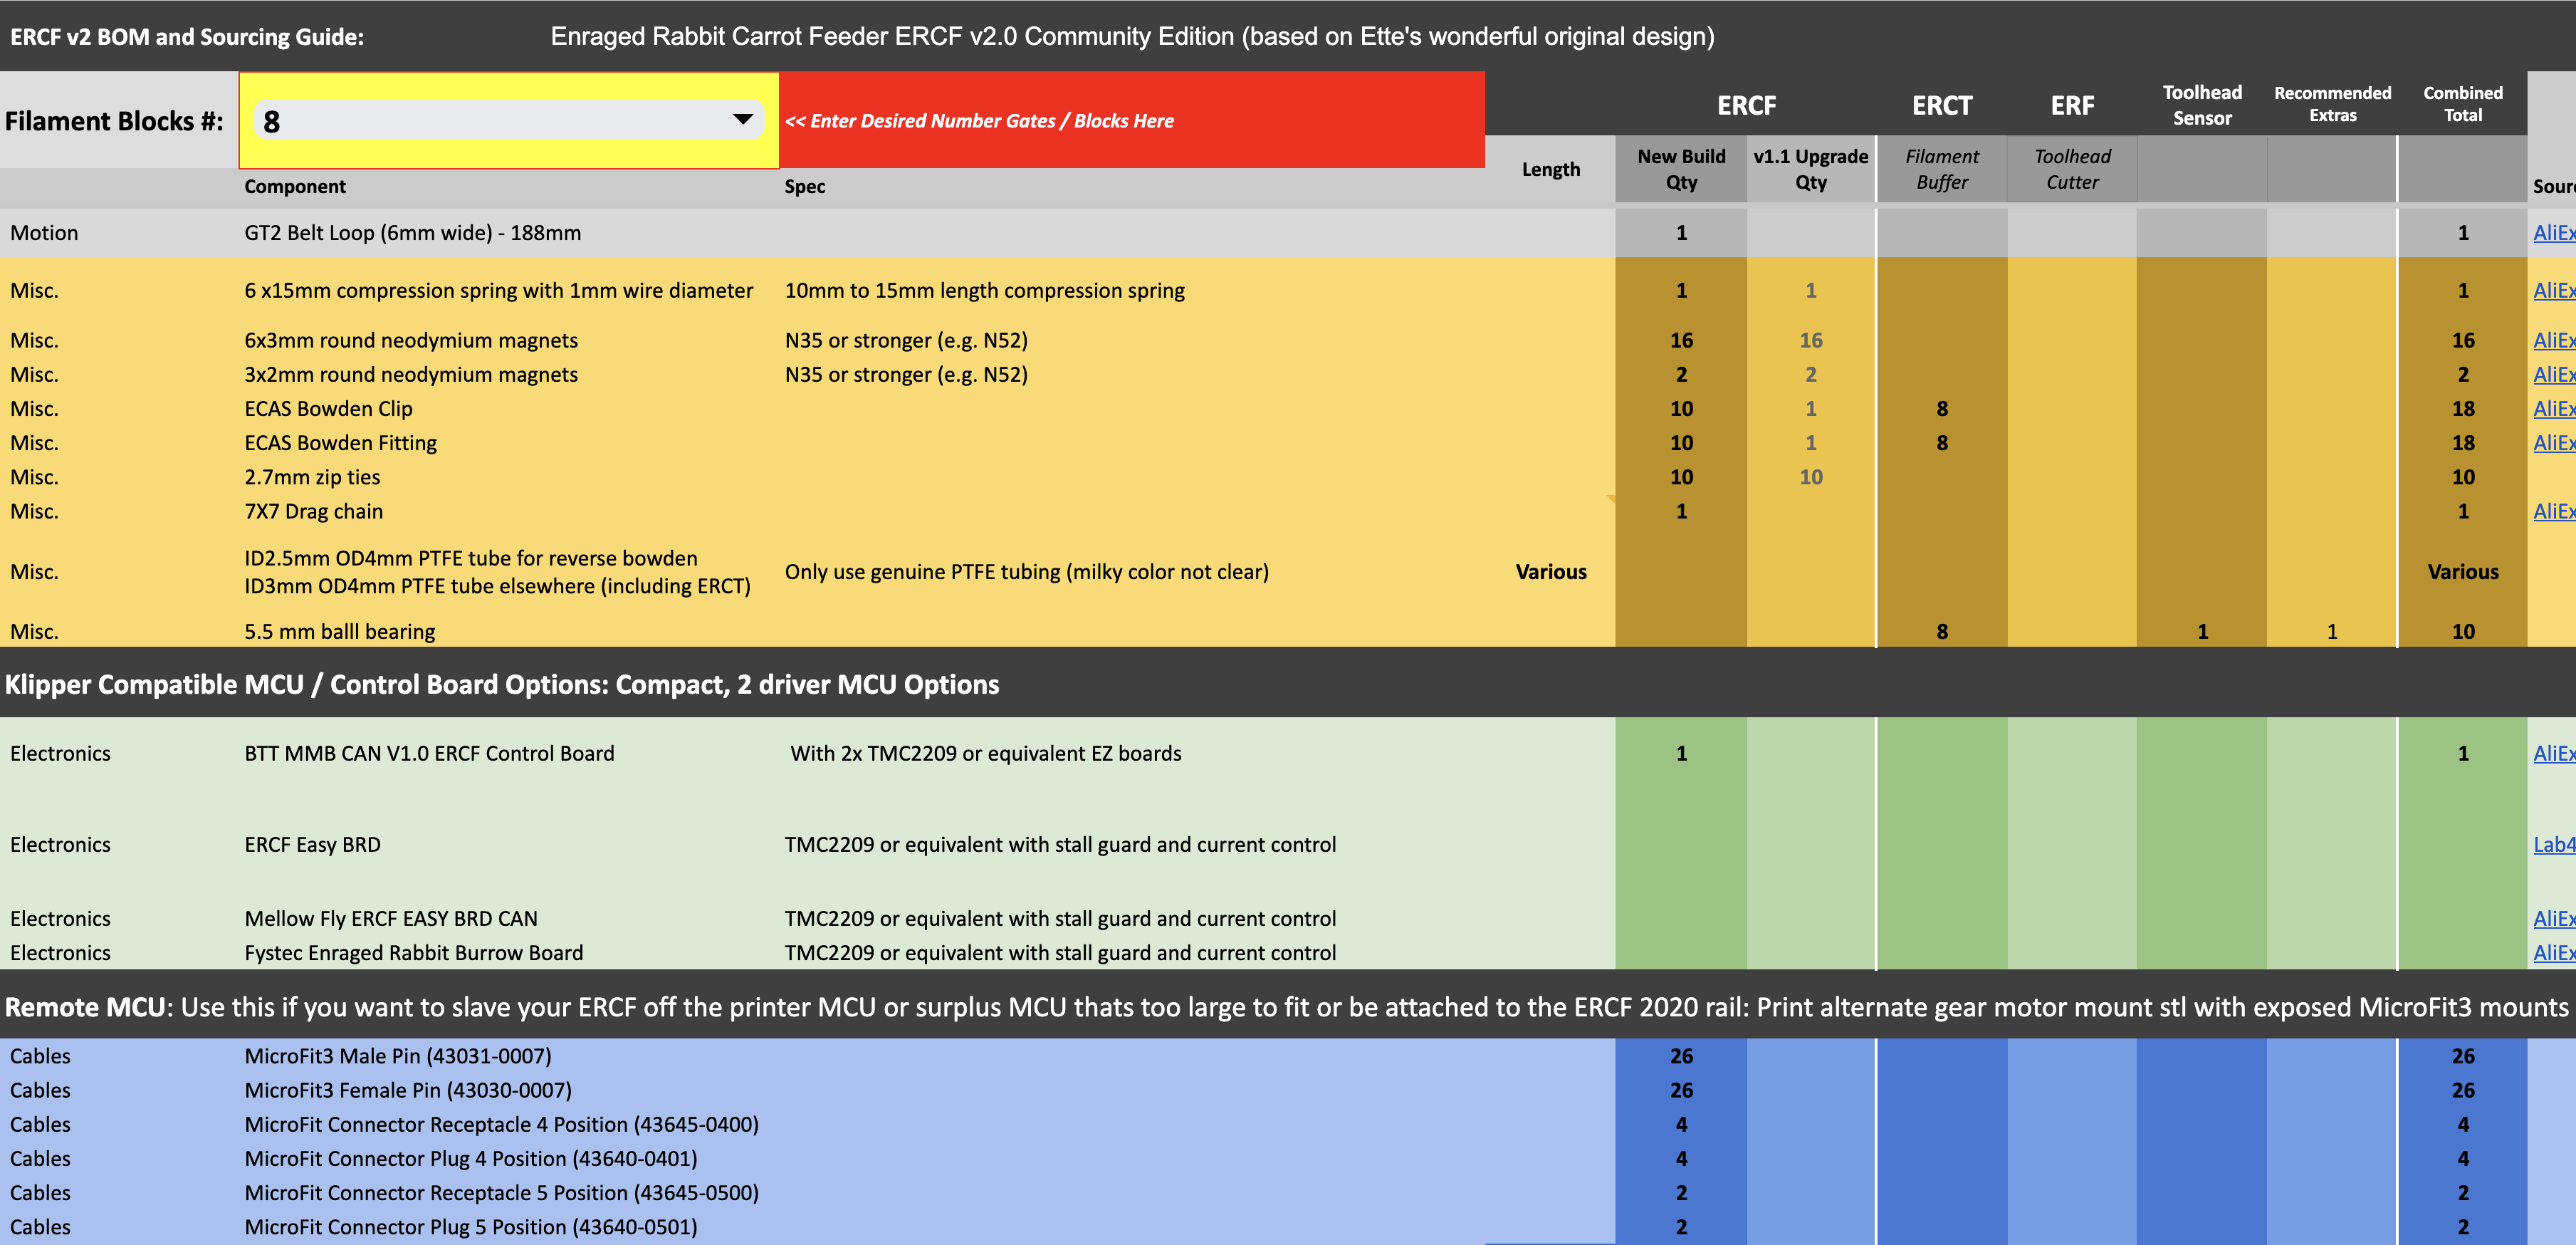 ERCF v2 BOM and Sourcing Guide: Enraged Rabbit Carrot Feeder ERCF v2.0 Community Edition (based on Ette's wonderful original design)
Filament Blocks #: 8 << Enter Desired Number Gates / Blocks Here
ERCF ERCT ERF Toolhead Sensor Recommended Extras Combined Total
Component Spec Length New Build Qty v1.1 Upgrade Qty Filament Buffer Toolhead Cutter
Motion GT2 Belt Loop (6mm wide) - 188mm 1 1
Misc. 6 x15mm compression spring with 1mm wire diameter 10mm to 15mm length compression spring 1 1 1
Misc. 6x3mm round neodymium magnets N35 or stronger (e.g. N52) 16 16 16
Misc. 3x2mm round neodymium magnets N35 or stronger (e.g. N52) 2 2 2
Misc. ECAS Bowden Clip 10 1 8 18
Misc. ECAS Bowden Fitting 10 1 8 18
Misc. 2.7mm zip ties 10 10 10
Misc. 7X7 Drag chain 1 1
Misc. ID2.5mm OD4mm PTFE tube for reverse bowden
ID3mm OD4mm PTFE tube elsewhere (including ERCT) Only use genuine PTFE tubing (milky color not clear) Various Various
Misc. 5.5 mm balll bearing 8 1 1 10
Klipper Compatible MCU / Control Board Options: Compact, 2 driver MCU Options
Electronics BTT MMB CAN V1.0 ERCF Control Board With 2x TMC2209 or equivalent EZ boards 1 1
Electronics ERCF Easy BRD TMC2209 or equivalent with stall guard and current control
Electronics Mellow Fly ERCF EASY BRD CAN TMC2209 or equivalent with stall guard and current control
Electronics Fystec Enraged Rabbit Burrow Board TMC2209 or equivalent with stall guard and current control
Remote MCU: Use this if you want to slave your ERCF off the printer MCU or surplus MCU thats too large to fit or be attached to the ERCF 2020 rail: Print alternate gear motor mount stl with exposed MicroFit3 mounts
Cables MicroFit3 Male Pin (43031-0007) 26 26
Cables MicroFit3 Female Pin (43030-0007) 26 26
Cables MicroFit Connector Receptacle 4 Position (43645-0400) 4 4
Cables MicroFit Connector Plug 4 Position (43640-0401) 4 4
Cables MicroFit Connector Receptacle 5 Position (43645-0500) 2 2
Cables MicroFit Connector Plug 5 Position (43640-0501) 2 2